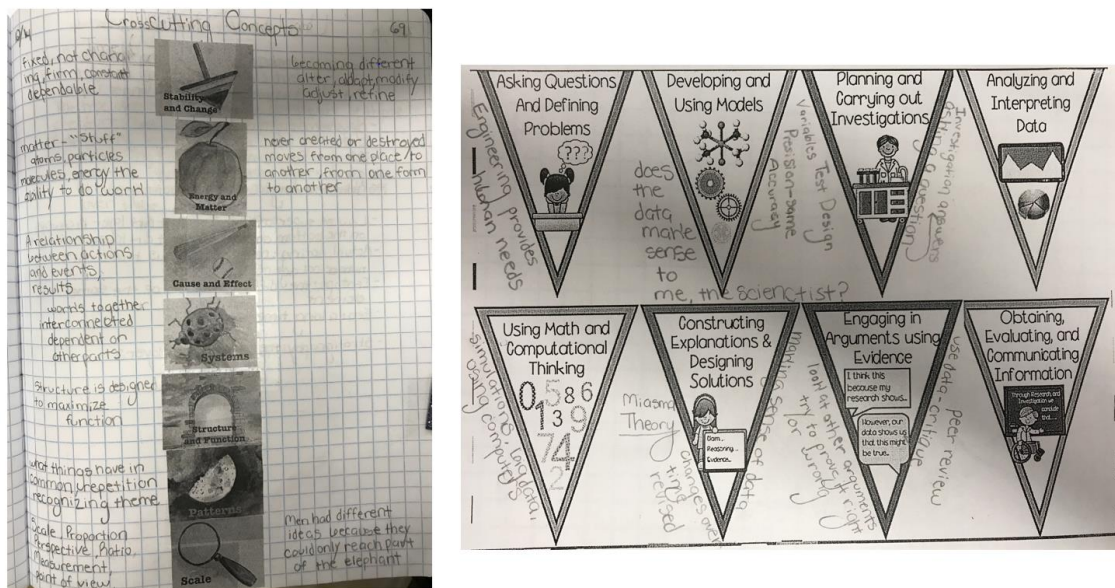 CrossCutting Concepts
69
fixed, not chang
ing, firm, constant
dependable
Stability
and Change
becoming different
alter, adapt, modify
adjust, refine
matter - "Stuff"
atoms, particles
molecules, energy the
ability to do work
Energy and
Matter
never created or destroyed
moves from one place to
another, from one form
to another
A relationship
between actions
and events,
results
Cause and Effect
works together
interconnected
dependent on
other parts
Systems
Structure is designed
to maximize
function
Structure
and Function
what things have in
common, repetition
recognizing theme
Patterns
Scale, Proportion
Perspective, Ratio
Measurement,
point of view
Scale
Men had different
ideas because they
could only reach part
of the elephant
Asking Questions
And Defining
Problems
???
Engineering provides
human needs
Developing and
Using Models
does
the
data
make
sense
to
me, the scienctist?
Planning and
Carrying out
Investigations
Variables Test Design
Presision-same
Accuracy
Analyzing and
Interpreting
Data
Investigation answers
asking a question
Using Math and
Computational
Thinking
0 5 8 6
1 3 9
7 4
2
simulations, long data,
using computers
Constructing
Explanations &
Designing
Solutions
Claim...
Reasoning...
Evidence...
Miasma
Theory
making sense of data
changes over
time
revised
Engaging in
Arguments using
Evidence
I think this
because my
research shows...
However, our
data shows us
that this might
be true...
look at other arguments
try to prove it right
or wrong
Obtaining,
Evaluating, and
Communicating
Information
Through Research and
Investigation we
conclude
that.....
use data - critique
peer review